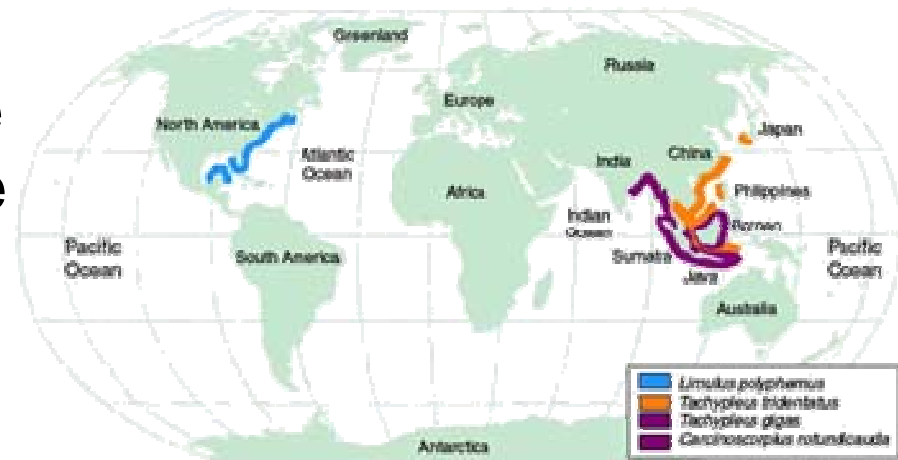 Greenland
Russia
Europe
North America
Japan
China
India
Atlantic
Ocean
Philippines
Africa
Indian
Ocean
Borneo
Pacific
Ocean
South America
Sumatra
Java
Pacific
Ocean
Australia
Antarctica
Limulus polyphemus
Tachypleus tridentatus
Tachypleus gigas
Carcinoscorpius rotundicauda